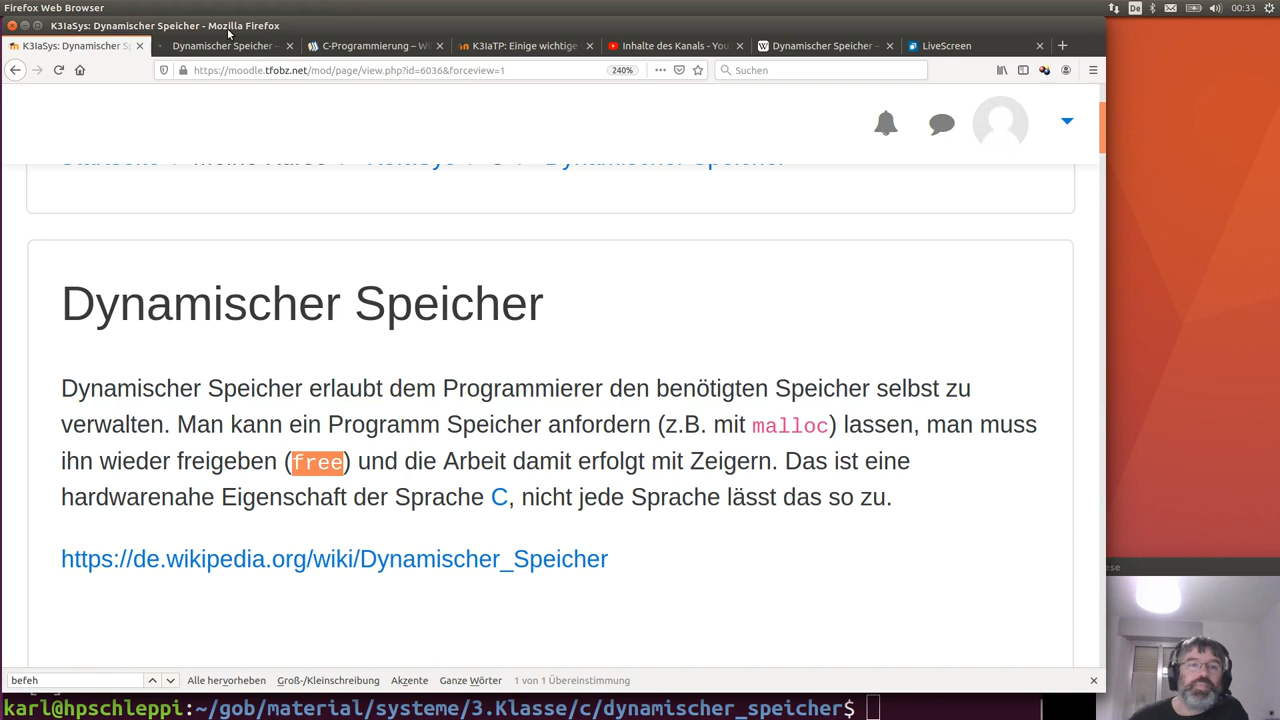 Firefox Web Browser
De
00:33
K3IaSys: Dynamischer Speicher - Mozilla Firefox
K3IaSys: Dynamischer S
Dynamischer Speicher –
C-Programmierung – Wi
K3IaTP: Einige wichtige
Inhalte des Kanals - You
Dynamischer Speicher –
LiveScreen
https://moodle.tfobz.net/mod/page/view.php?id=6036&forceview=1
240%
Suchen
Dynamischer Speicher
Dynamischer Speicher erlaubt dem Programmierer den benötigten Speicher selbst zu
verwalten. Man kann ein Programm Speicher anfordern (z.B. mit malloc) lassen, man muss
ihn wieder freigeben (free) und die Arbeit damit erfolgt mit Zeigern. Das ist eine
hardwarenahe Eigenschaft der Sprache C, nicht jede Sprache lässt das so zu.
https://de.wikipedia.org/wiki/Dynamischer_Speicher
befeh
Alle hervorheben
Groß-/Kleinschreibung
Akzente
Ganze Wörter
1 von 1 Übereinstimmung
karl@hpschleppi:~/gob/material/systeme/3.Klasse/c/dynamischer_speicher$